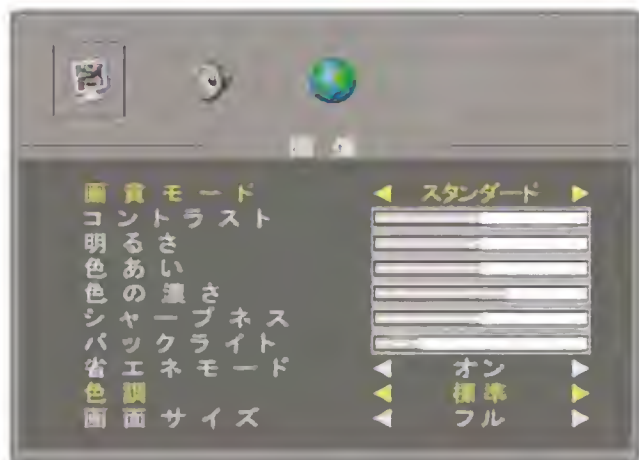 画質モード スタンダード
コントラスト
明るさ
色あい
色の濃さ
シャープネス
バックライト
省エネモード オン
色調 標準
画面サイズ フル